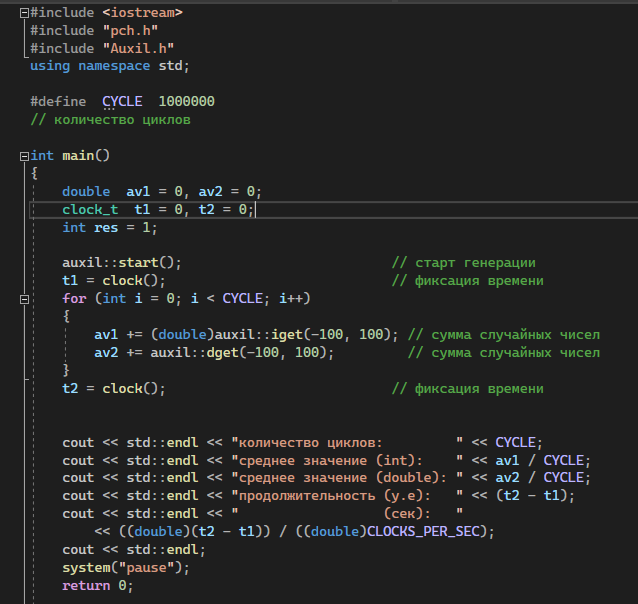 #include <iostream>
#include "pch.h"
#include "Auxil.h"
using namespace std;
#define  CYCLE  1000000
// количество циклов
int main()
{
    double  av1 = 0, av2 = 0;
    clock_t  t1 = 0, t2 = 0;
    int res = 1;
    auxil::start();                          // старт генерации
    t1 = clock();                            // фиксация времени
    for (int i = 0; i < CYCLE; i++)
    {
        av1 += (double)auxil::iget(-100, 100); // сумма случайных чисел
        av2 += auxil::dget(-100, 100);         // сумма случайных чисел
    }
    t2 = clock();                            // фиксация времени
    cout << std::endl << "количество циклов:         " << CYCLE;
    cout << std::endl << "среднее значение (int):    " << av1 / CYCLE;
    cout << std::endl << "среднее значение (double): " << av2 / CYCLE;
    cout << std::endl << "продолжительность (у.е):   " << (t2 - t1);
    cout << std::endl << "                  (сек):   "
        << ((double)(t2 - t1)) / ((double)CLOCKS_PER_SEC);
    cout << std::endl;
    system("pause");
    return 0;